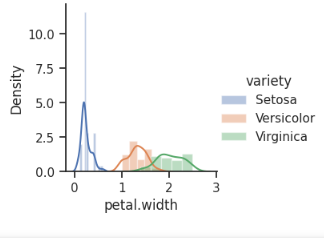 10.0
7.5
5.0
2.5
0.0
Density
0 1 2 3
petal.width
variety
Setosa
Versicolor
Virginica